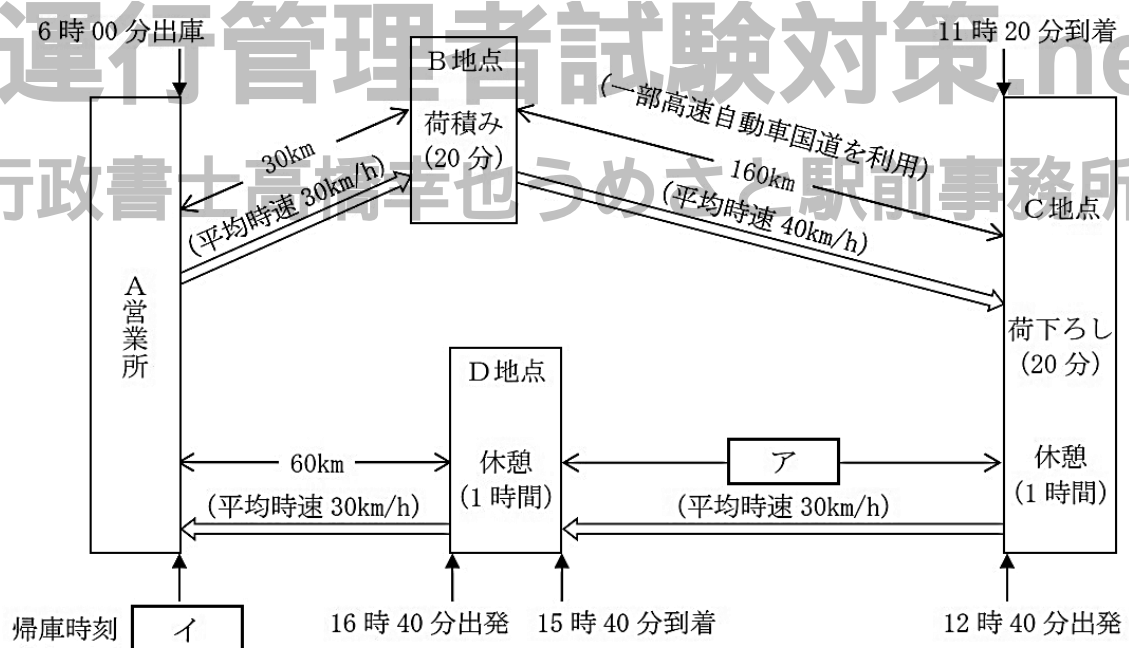 運行管理者試験対策.ne
行政書士高橋幸也うめさと駅前事務所
6時00分出庫
11時20分到着
B地点
荷積み
(20分)
(一部高速自動車国道を利用)
30km
(平均時速30km/h)
160km
(平均時速40km/h)
C地点
A営業所
荷下ろし
(20分)
D地点
60km
休憩
(1時間)
ア
休憩
(1時間)
(平均時速30km/h)
(平均時速30km/h)
帰庫時刻
イ
16時40分出発
15時40分到着
12時40分出発